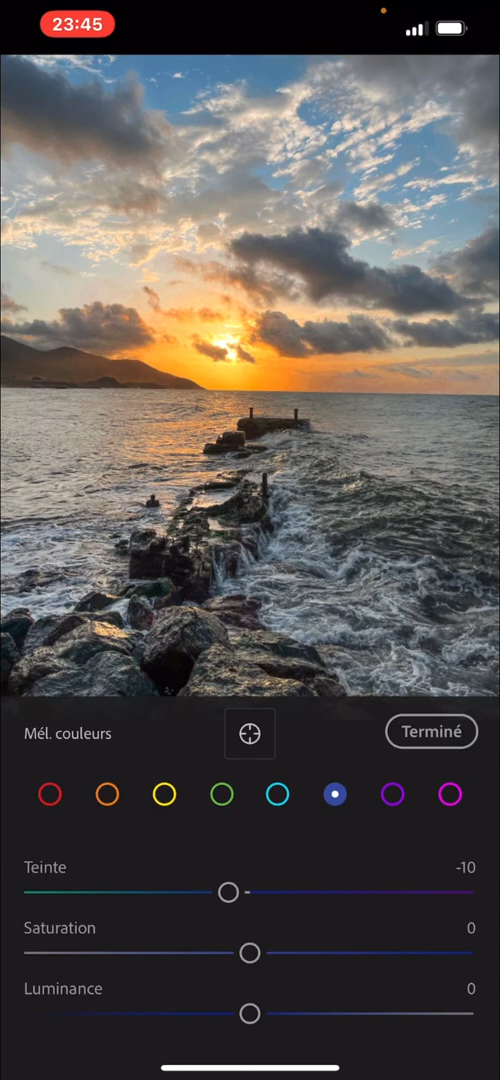 23:45
Mél. couleurs
Terminé
Teinte
-10
Saturation
0
Luminance
0